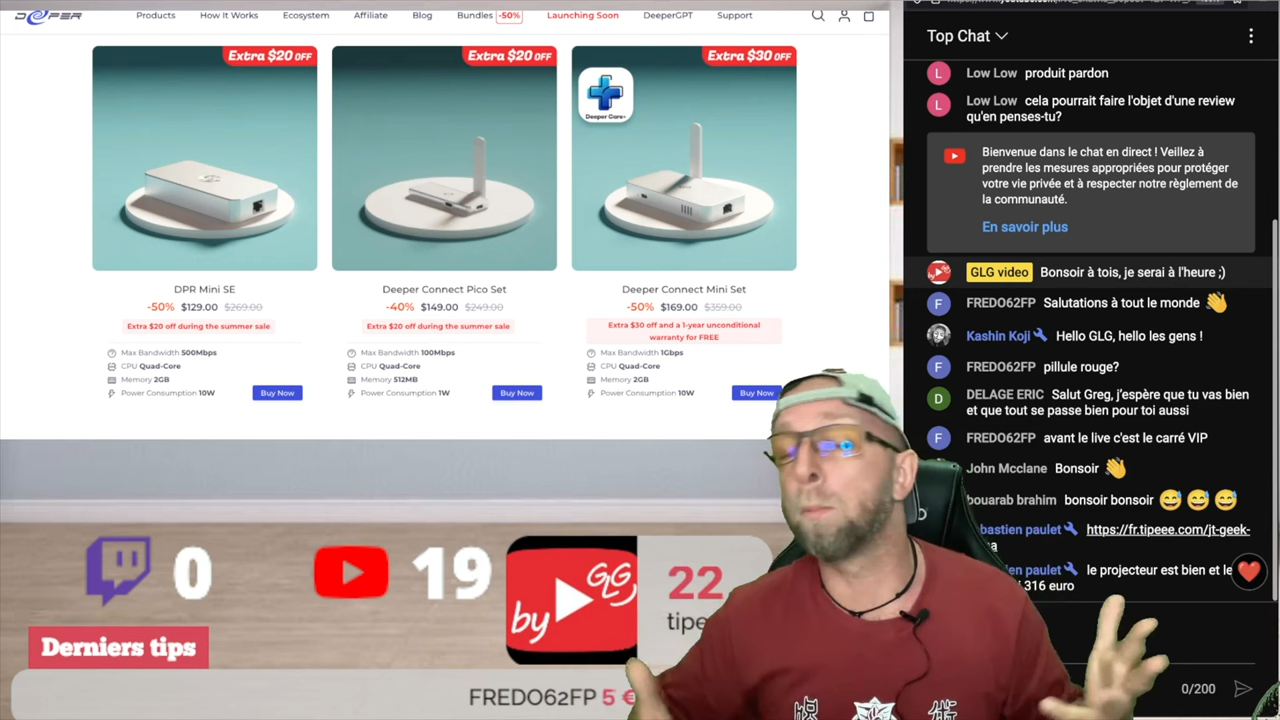 DEEPER
Products
How It Works
Ecosystem
Affiliate
Blog
Bundles -50%
Launching Soon
DeeperGPT
Support
Extra $20 OFF
Extra $20 OFF
Extra $30 OFF
Deeper Care+
DPR Mini SE
-50% $129.00 $269.00
Extra $20 off during the summer sale
Max Bandwidth 500Mbps
CPU Quad-Core
Memory 2GB
Power Consumption 10W
Buy Now
Deeper Connect Pico Set
-40% $149.00 $249.00
Extra $20 off during the summer sale
Max Bandwidth 100Mbps
CPU Quad-Core
Memory 512MB
Power Consumption 1W
Buy Now
Deeper Connect Mini Set
-50% $169.00 $359.00
Extra $30 off and a 1-year unconditional
warranty for FREE
Max Bandwidth 1Gbps
CPU Quad-Core
Memory 2GB
Power Consumption 10W
Buy Now
0
19
by GLG
22
tipe
Derniers tips
FREDO62FP 5 €
Top Chat
L Low Low produit pardon
L Low Low cela pourrait faire l'objet d'une review
qu'en penses-tu?
Bienvenue dans le chat en direct ! Veillez à
prendre les mesures appropriées pour protéger
votre vie privée et à respecter notre règlement de
la communauté.
En savoir plus
GLG video Bonsoir à tois, je serai à l'heure ;)
F FREDO62FP Salutations à tout le monde 👋
Kashin Koji Hello GLG, hello les gens !
F FREDO62FP pillule rouge?
D DELAGE ERIC Salut Greg, j'espère que tu vas bien
et que tout se passe bien pour toi aussi
F FREDO62FP avant le live c'est le carré VIP
John Mcclane Bonsoir 👋
bouarab brahim bonsoir bonsoir 😅 😅 😅
bastien paulet https://fr.tipeee.com/jt-geek-
a
en paulet le projecteur est bien et le
316 euro
0/200